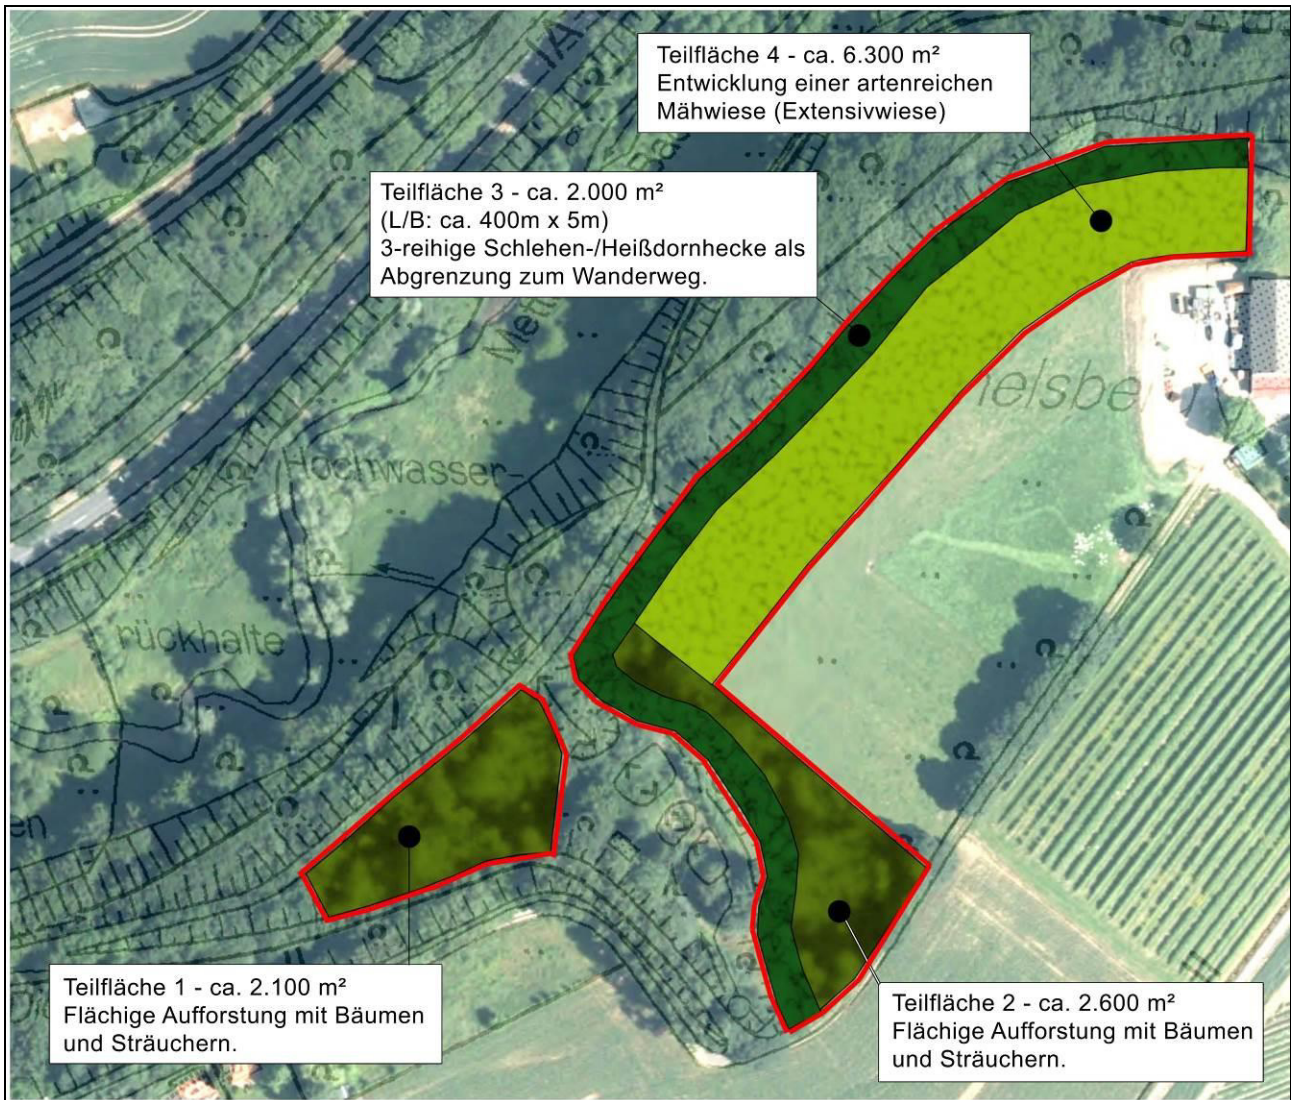 Teilfläche 4 - ca. 6.300 m²
Entwicklung einer artenreichen
Mähwiese (Extensivwiese)
Teilfläche 3 - ca. 2.000 m²
(L/B: ca. 400m x 5m)
3-reihige Schlehen-/Heißdornhecke als
Abgrenzung zum Wanderweg.
helsbe
Hochwasser-
rückhalte
en
Teilfläche 1 - ca. 2.100 m²
Flächige Aufforstung mit Bäumen
und Sträuchern.
Teilfläche 2 - ca. 2.600 m²
Flächige Aufforstung mit Bäumen
und Sträuchern.